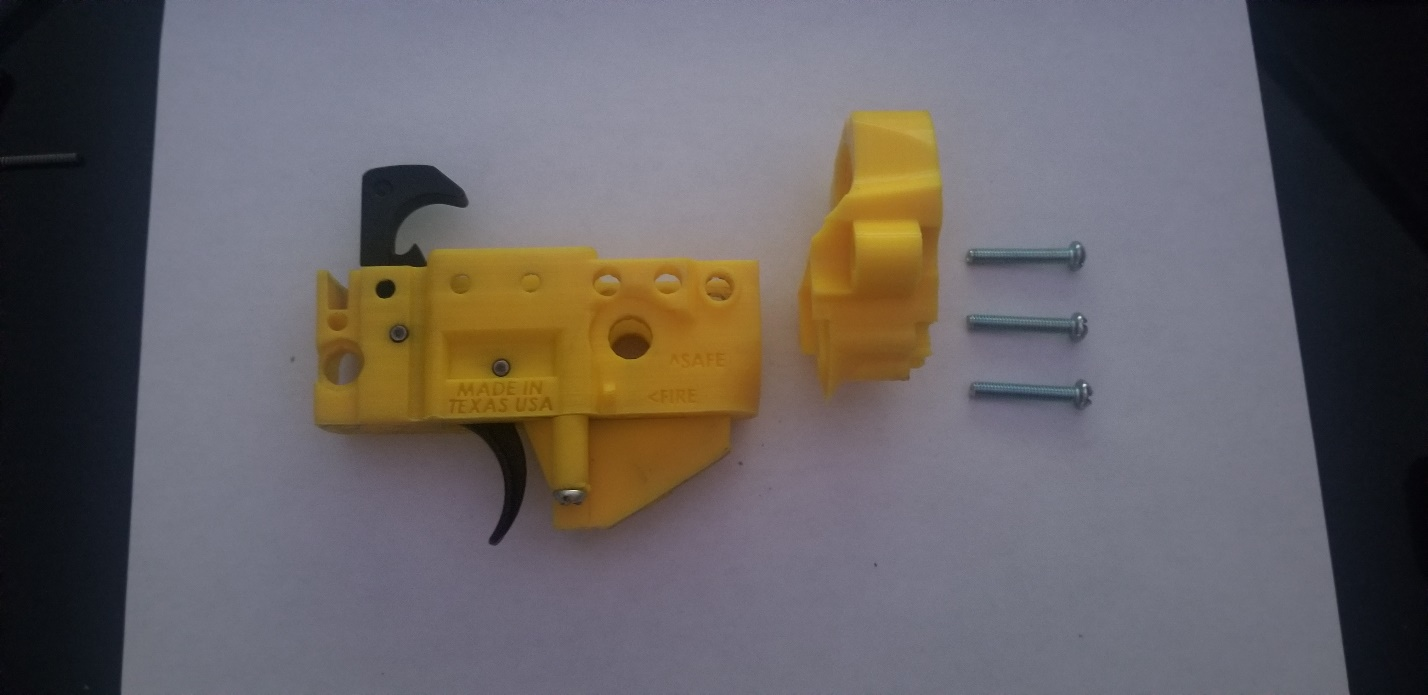 MADE IN
TEXAS USA
^SAFE
<FIRE